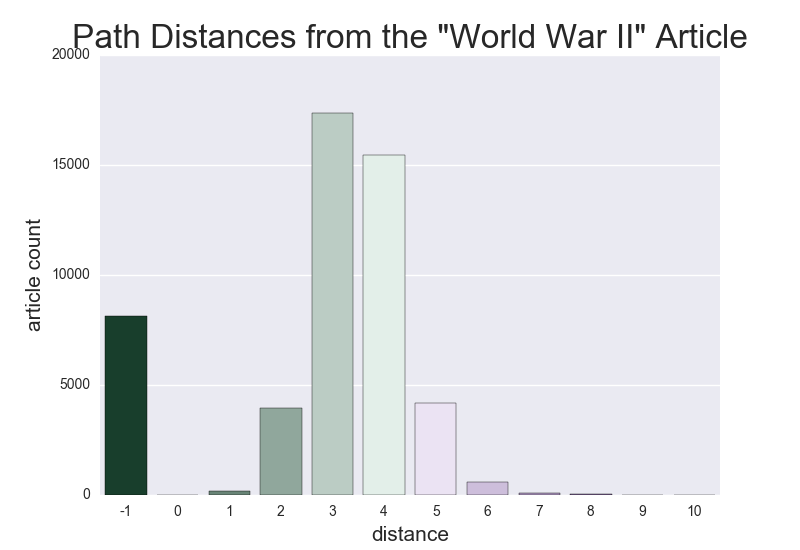 Path Distances from the "World War II" Article
20000
15000
10000
5000
0
article count
-1 0 1 2 3 4 5 6 7 8 9 10
distance